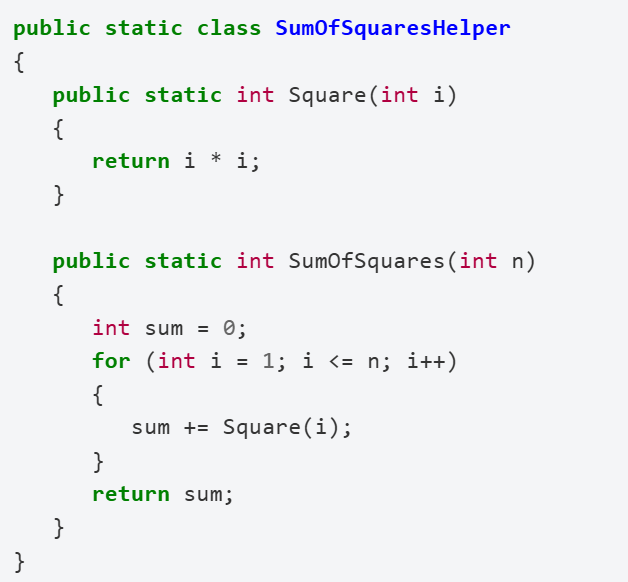 public static class SumOfSquaresHelper
{
   public static int Square(int i)
   {
      return i * i;
   }

   public static int SumOfSquares(int n)
   {
      int sum = 0;
      for (int i = 1; i <= n; i++)
      {
         sum += Square(i);
      }
      return sum;
   }
}